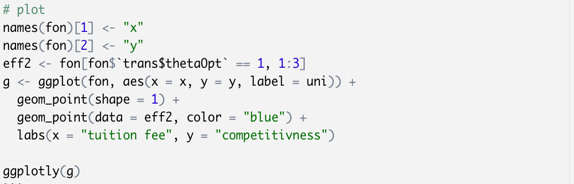 # plot
names(fon)[1] <- "x"
names(fon)[2] <- "y"
eff2 <- fon[fon$`trans$thetaOpt` == 1, 1:3]
g <- ggplot(fon, aes(x = x, y = y, label = uni)) +
  geom_point(shape = 1) +
  geom_point(data = eff2, color = "blue") +
  labs(x = "tuition fee", y = "competitivness")

ggplotly(g)